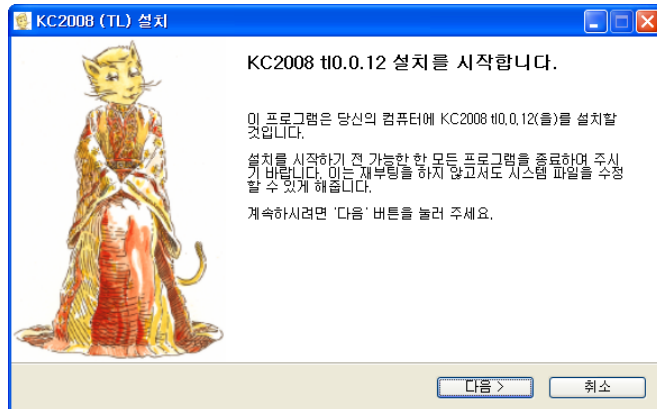 KC2008 (TL) 설치
KC2008 tl0.0.12 설치를 시작합니다.
이 프로그램은 당신의 컴퓨터에 KC2008 tl0.0.12(을)를 설치할
것입니다.
설치를 시작하기 전 가능한 한 모든 프로그램을 종료하여 주시
기 바랍니다. 이는 재부팅을 하지 않고서도 시스템 파일을 수정
할 수 있게 해줍니다.
계속하시려면 '다음' 버튼을 눌러 주세요.
다음 >
취소